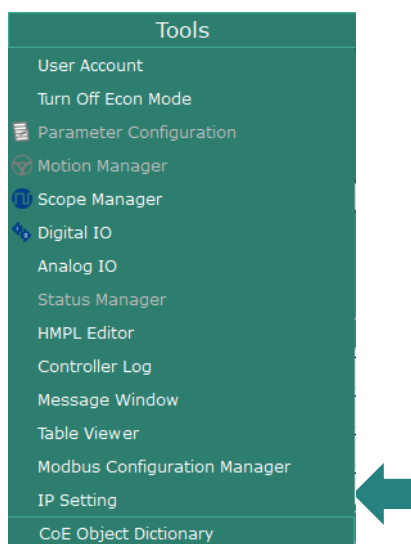 Tools
User Account
Turn Off Econ Mode
Parameter Configuration
Motion Manager
Scope Manager
Digital IO
Analog IO
Status Manager
HMPL Editor
Controller Log
Message Window
Table Viewer
Modbus Configuration Manager
IP Setting
CoE Object Dictionary